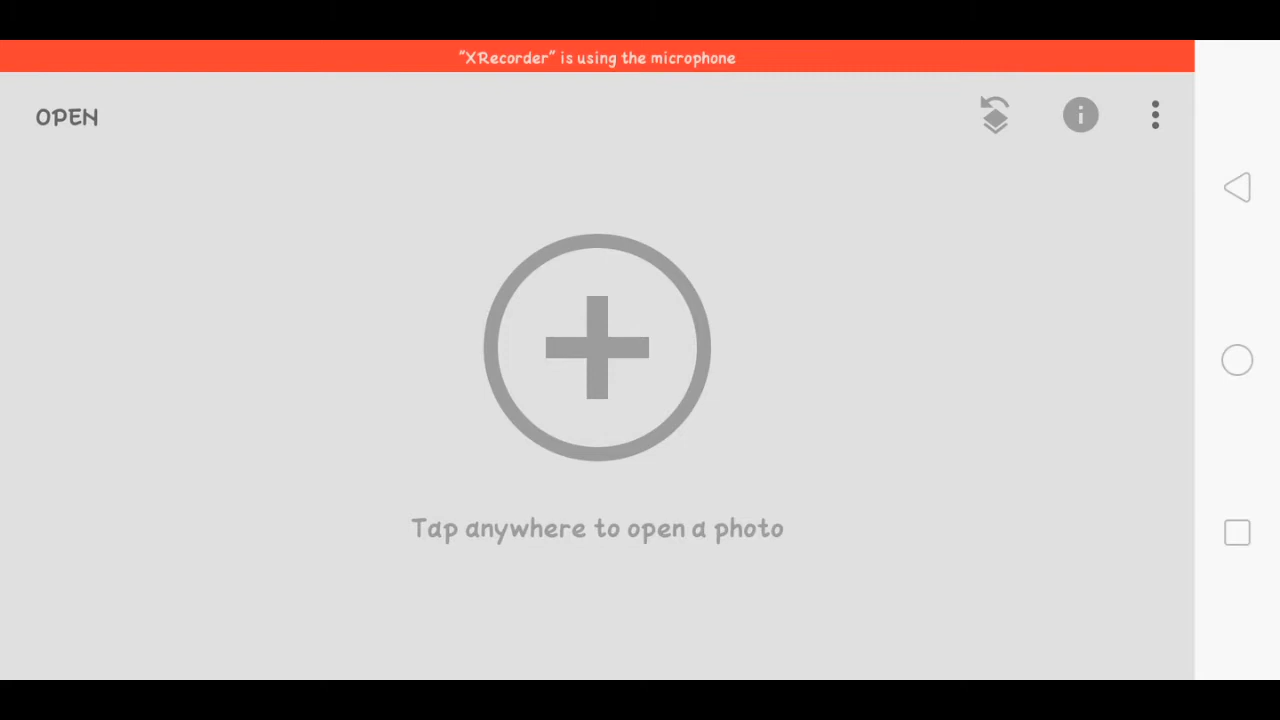 "XRecorder" is using the microphone
OPEN
Tap anywhere to open a photo